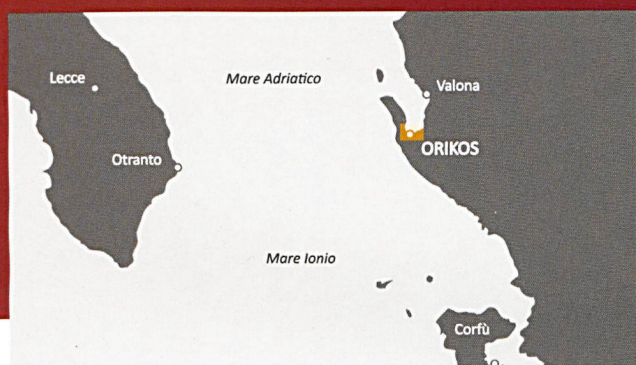 Lecce
Mare Adriatico
Valona
ORIKOS
Otranto
Mare Ionio
Corfù